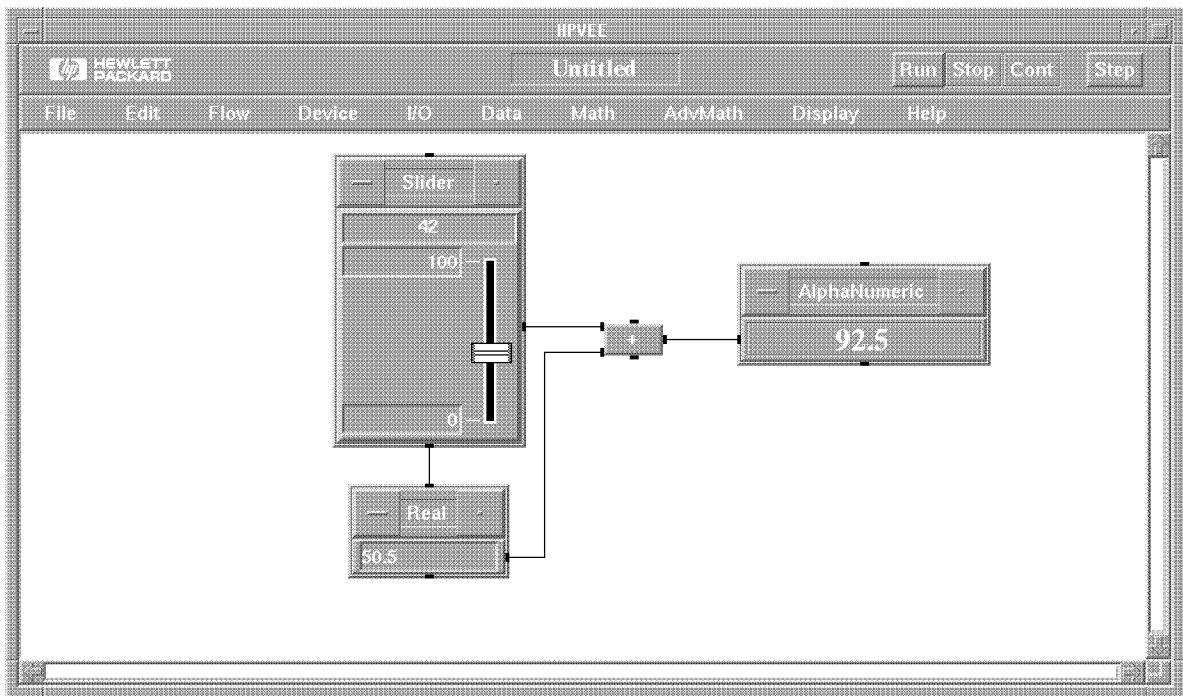 HPVEE
hp HEWLETT PACKARD Untitled Run Stop Cont Step
File Edit Flow Device I/O Data Math AdvMath Display Help
Slider
42
100
0
+
AlphaNumeric
92.5
Real
50.5